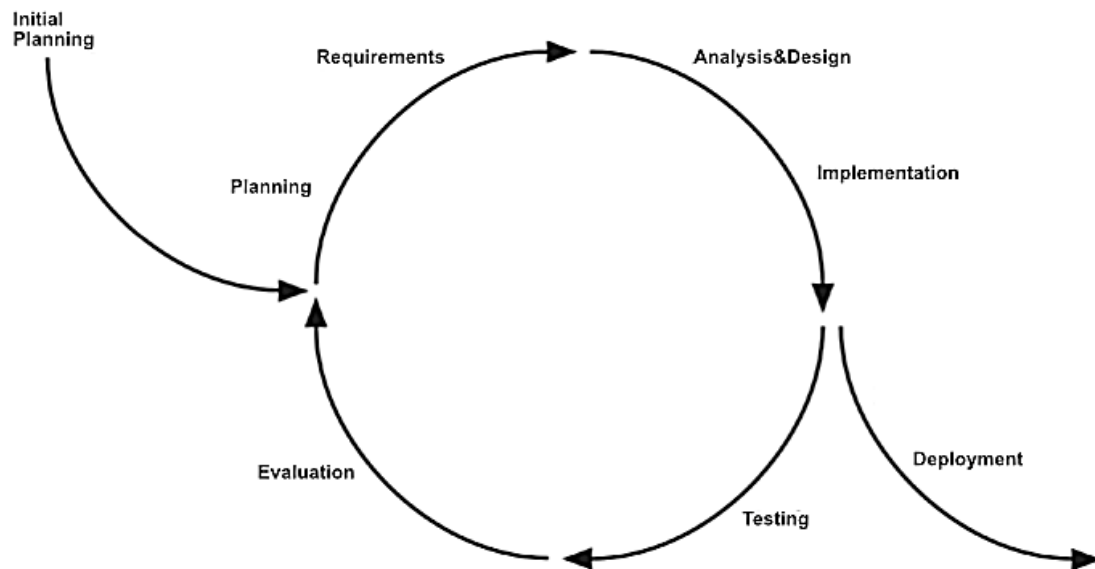 Initial
Planning
Requirements
Analysis&Design
Planning
Implementation
Evaluation
Testing
Deployment